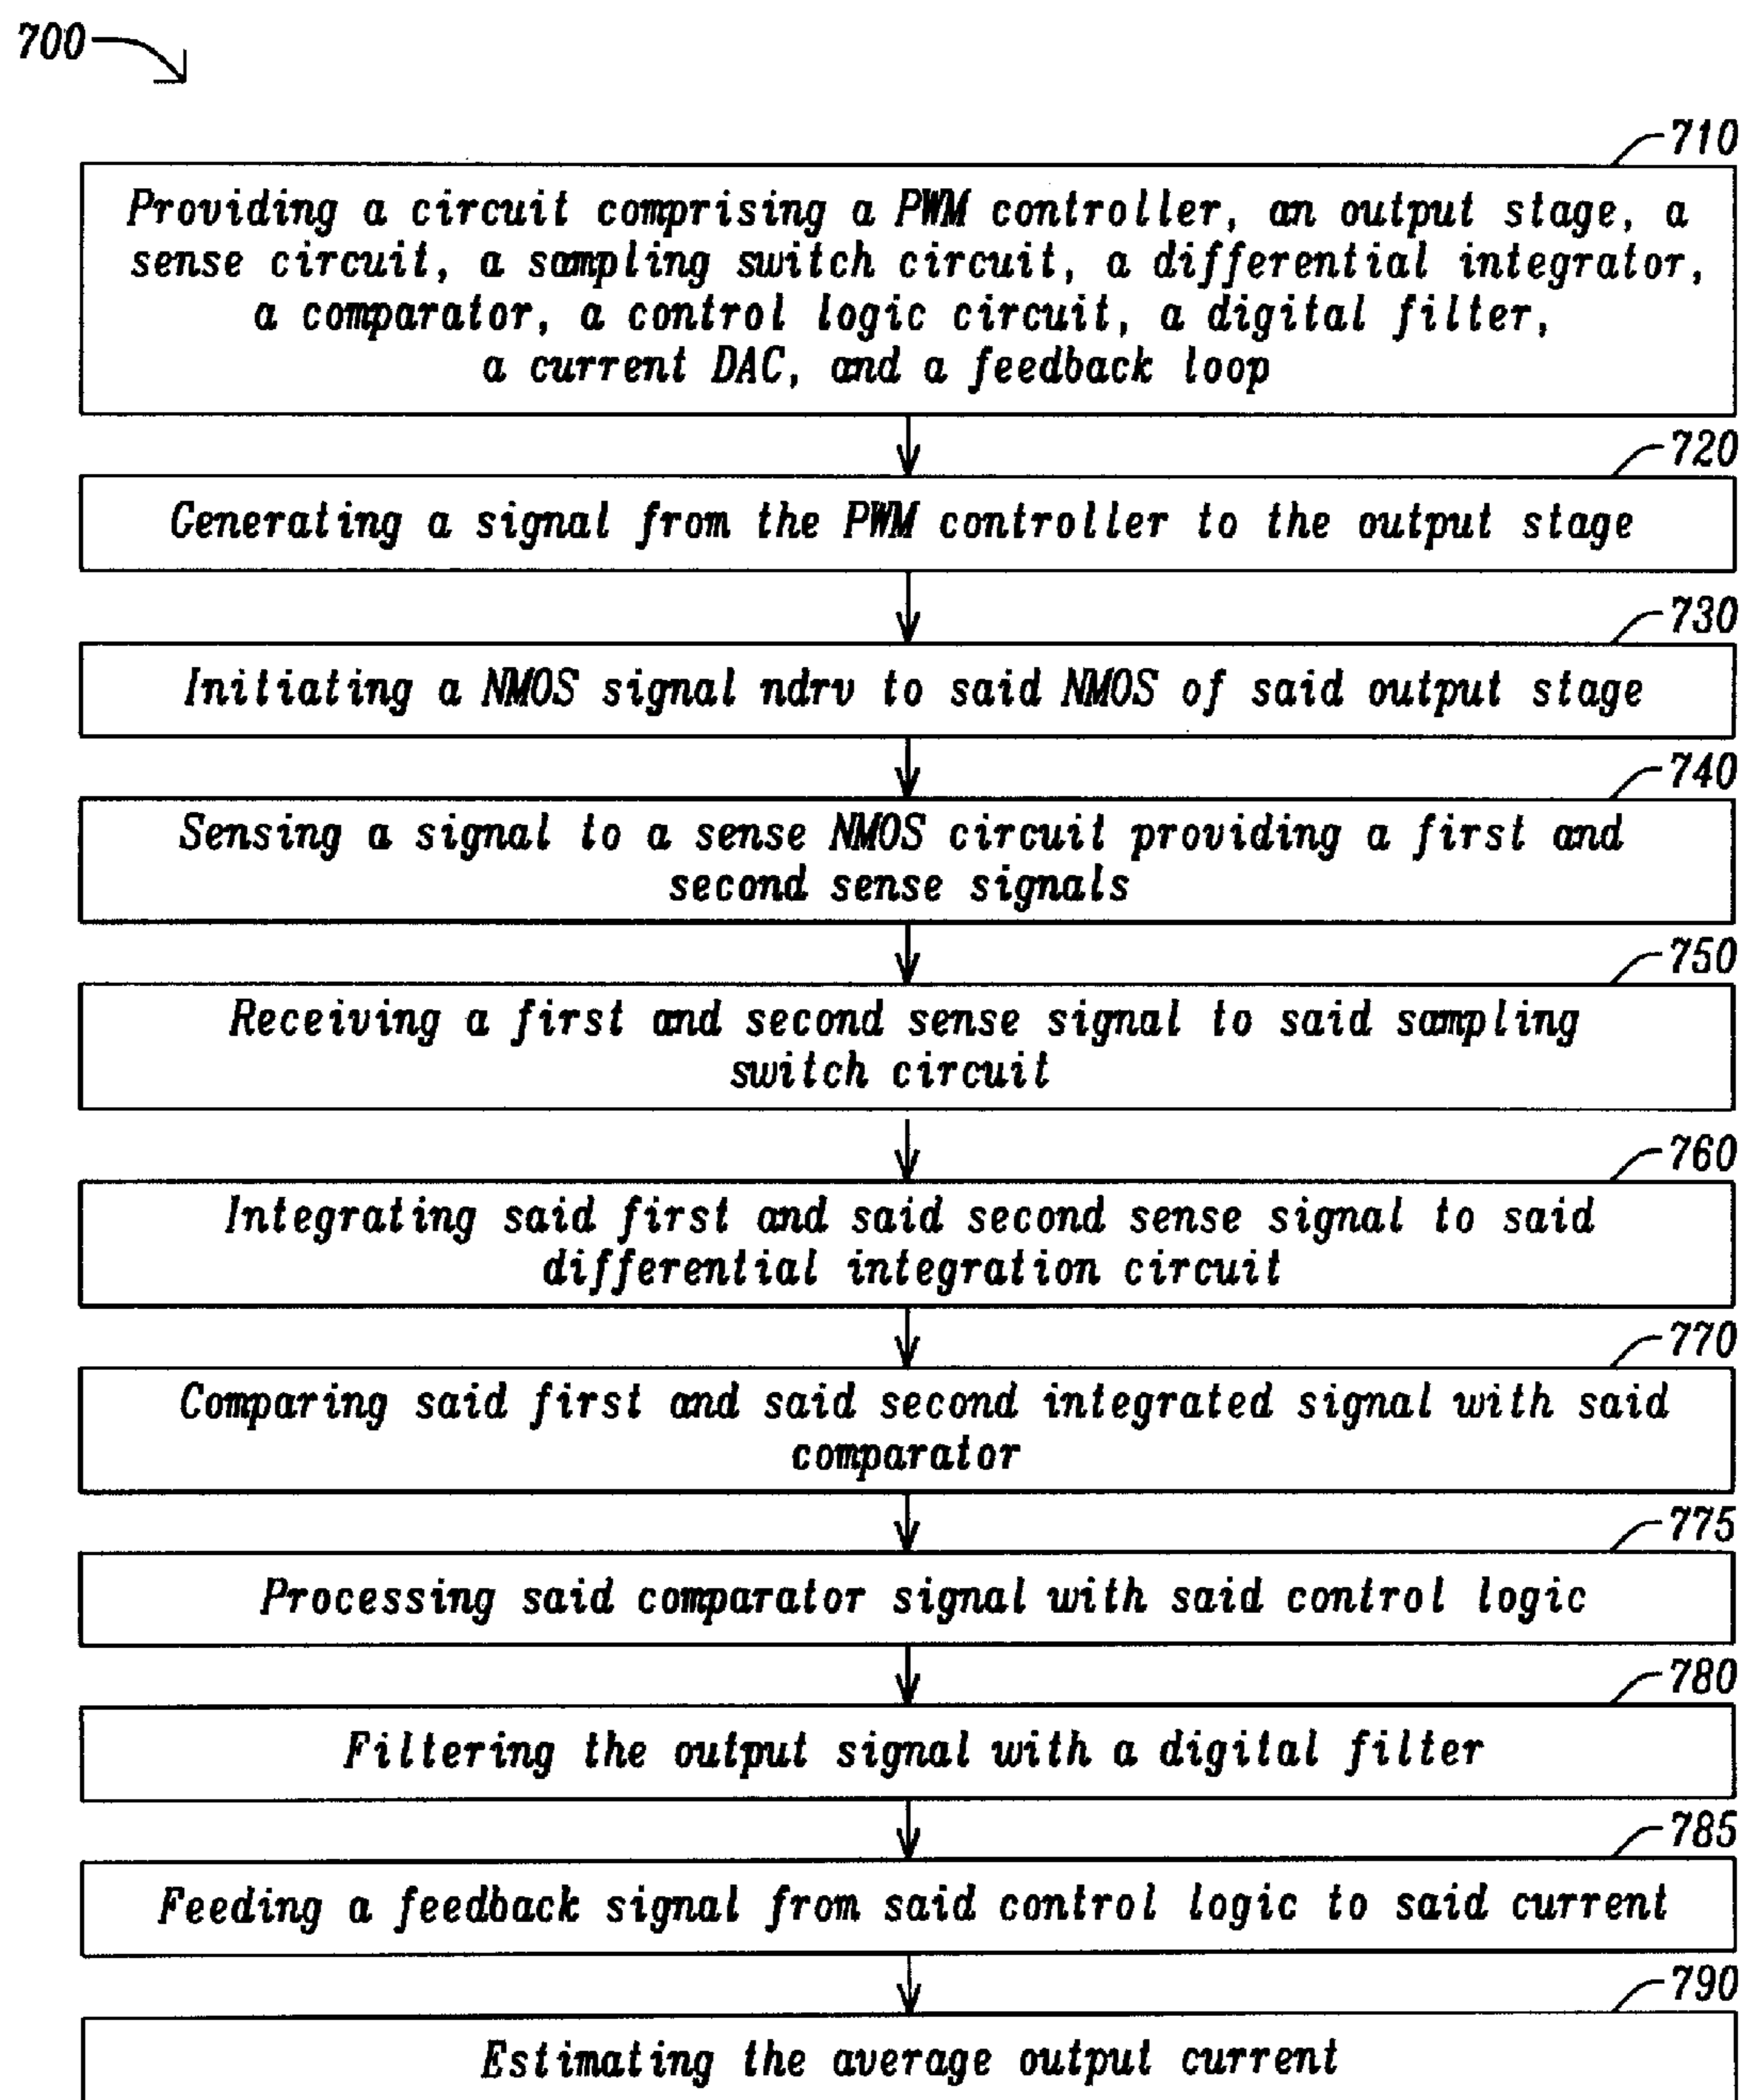 700
710
Providing a circuit comprising a PWM controller, an output stage, a
sense circuit, a sampling switch circuit, a differential integrator,
a comparator, a control logic circuit, a digital filter,
a current DAC, and a feedback loop
720
Generating a signal from the PWM controller to the output stage
730
Initiating a NMOS signal ndrv to said NMOS of said output stage
740
Sensing a signal to a sense NMOS circuit providing a first and
second sense signals
750
Receiving a first and second sense signal to said sampling
switch circuit
760
Integrating said first and said second sense signal to said
differential integration circuit
770
Comparing said first and said second integrated signal with said
comparator
775
Processing said comparator signal with said control logic
780
Filtering the output signal with a digital filter
785
Feeding a feedback signal from said control logic to said current
790
Estimating the average output current